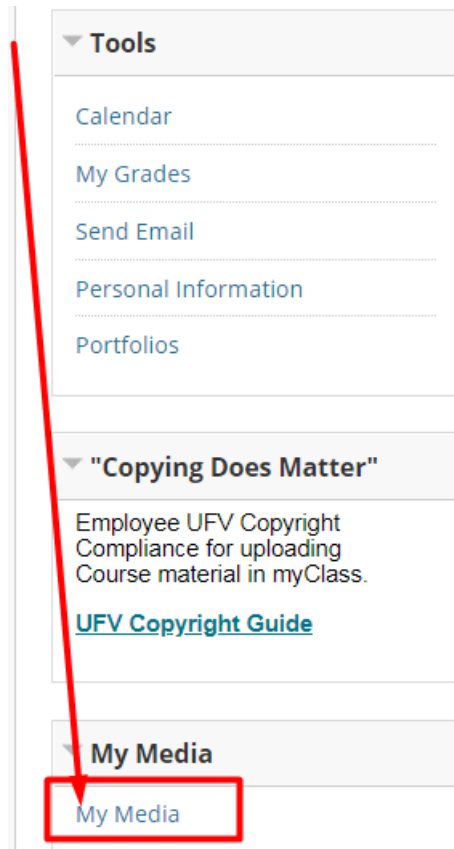 Tools
Calendar
My Grades
Send Email
Personal Information
Portfolios
"Copying Does Matter"
Employee UFV Copyright
Compliance for uploading
Course material in myClass.
UFV Copyright Guide
My Media
My Media